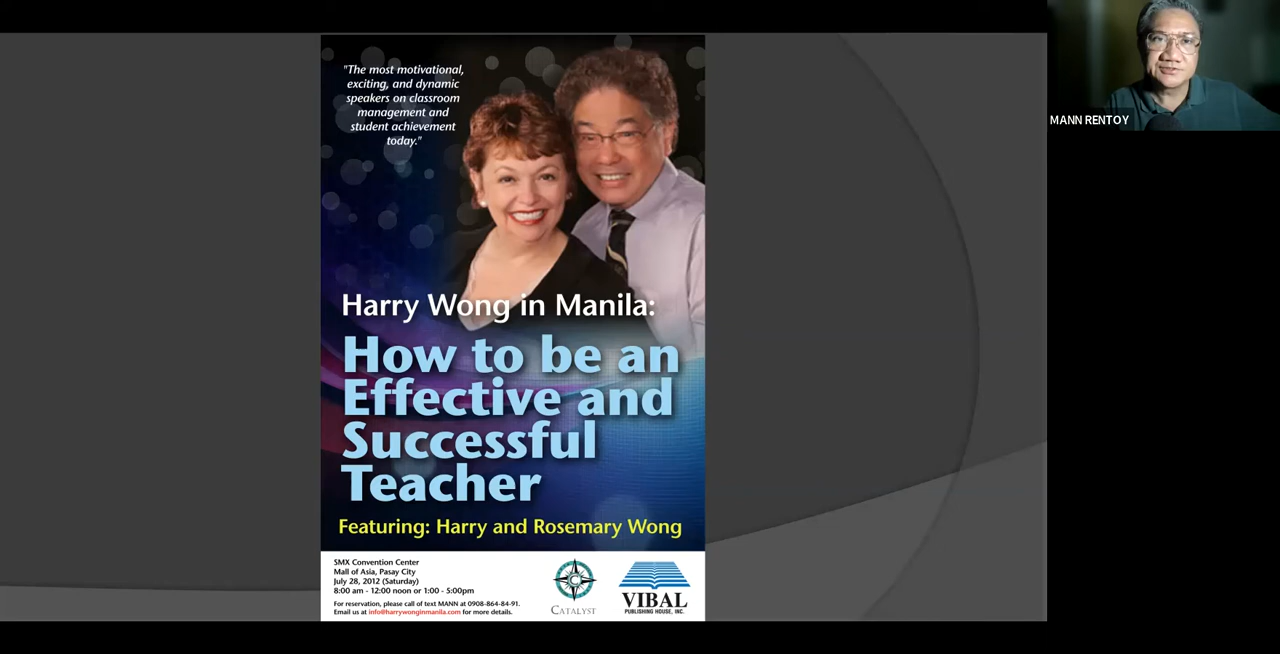 "The most motivational,
exciting, and dynamic
speakers on classroom
management and
student achievement
today."
Harry Wong in Manila:
How to be an
Effective and
Successful
Teacher
Featuring: Harry and Rosemary Wong
SMX Convention Center
Mall of Asia, Pasay City
July 28, 2012 (Saturday)
8:00 am - 12:00 noon or 1:00 - 5:00pm
For reservation, please call of text MANN at 0908-864-84-91.
Email us at info@harrywonginmanila.com for more details.
CATALYST
VIBAL
PUBLISHING HOUSE, INC.
MANN RENTOY